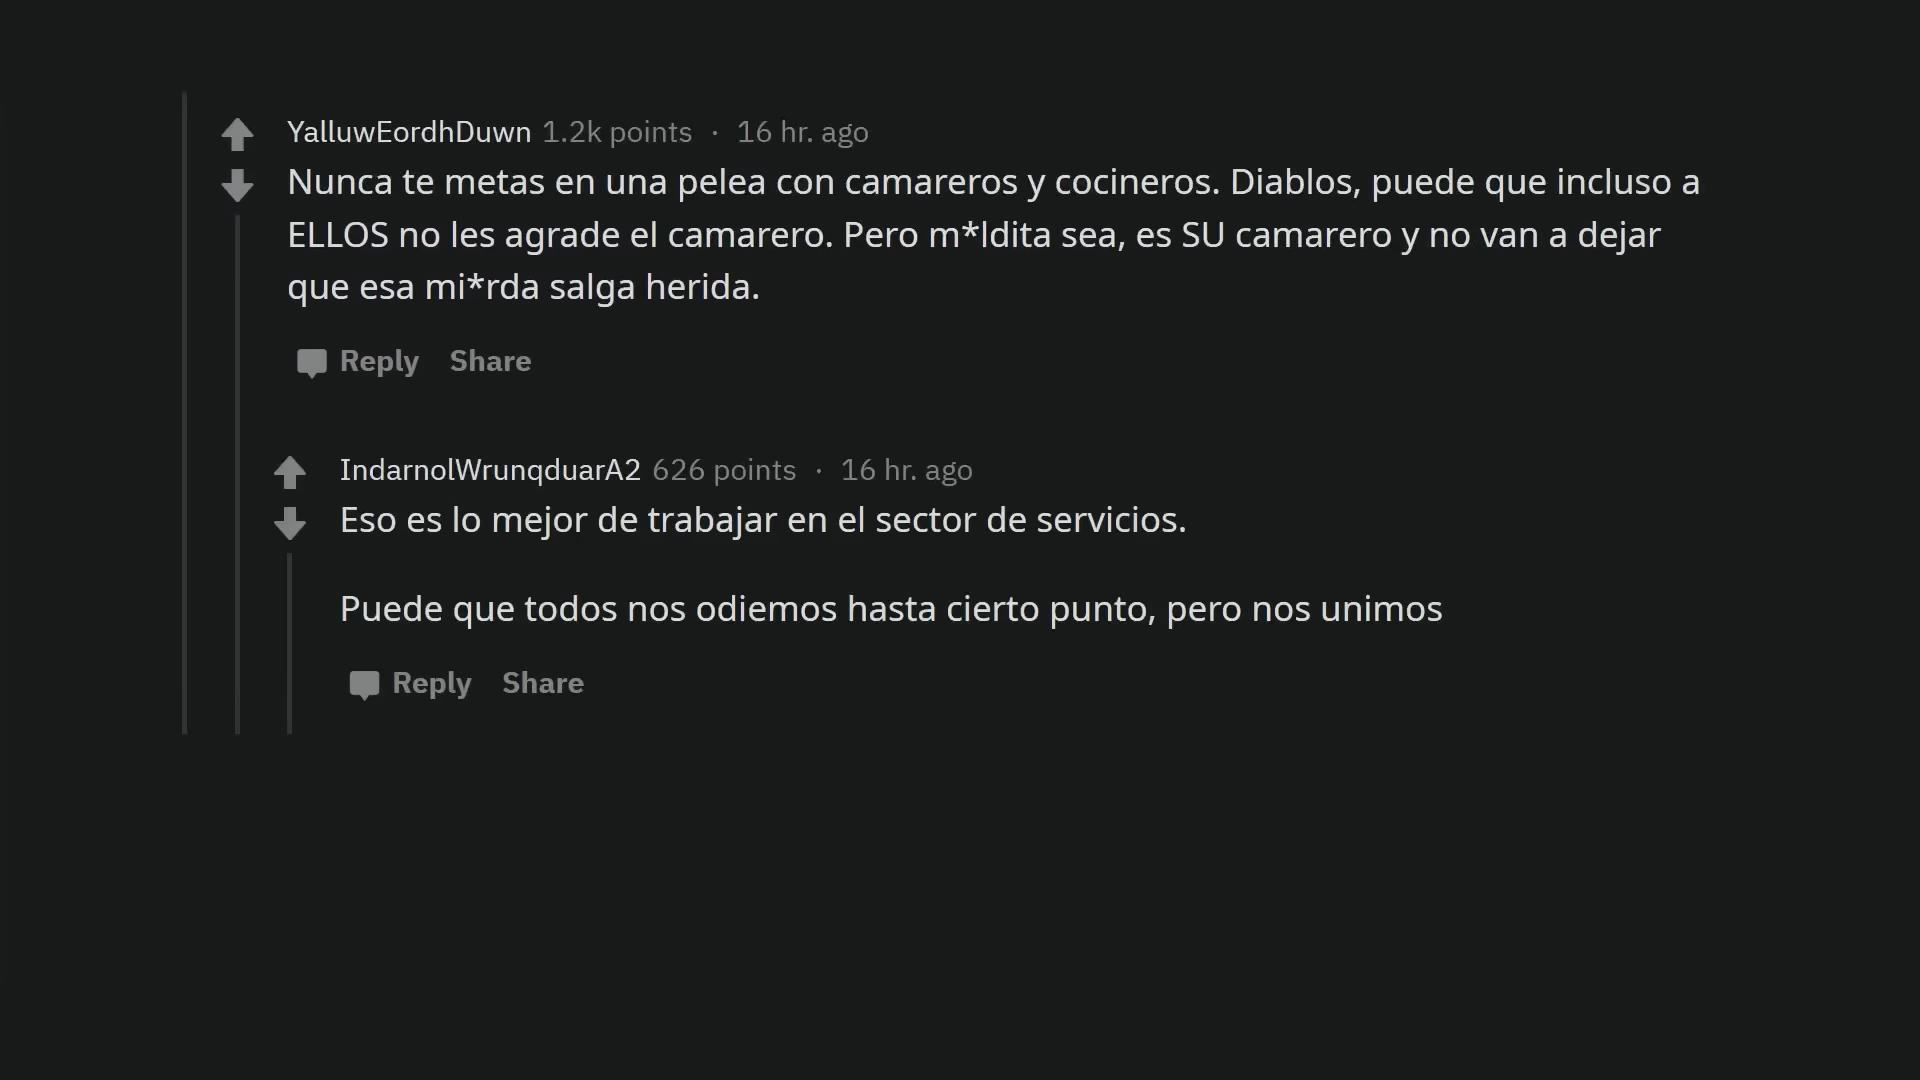 YalluwEordhDuwn 1.2k points · 16 hr. ago
Nunca te metas en una pelea con camareros y cocineros. Diablos, puede que incluso a
ELLOS no les agrade el camarero. Pero m*ldita sea, es SU camarero y no van a dejar
que esa mi*rda salga herida.
Reply Share
IndarnolWrunqduarA2 626 points · 16 hr. ago
Eso es lo mejor de trabajar en el sector de servicios.
Puede que todos nos odiemos hasta cierto punto, pero nos unimos
Reply Share